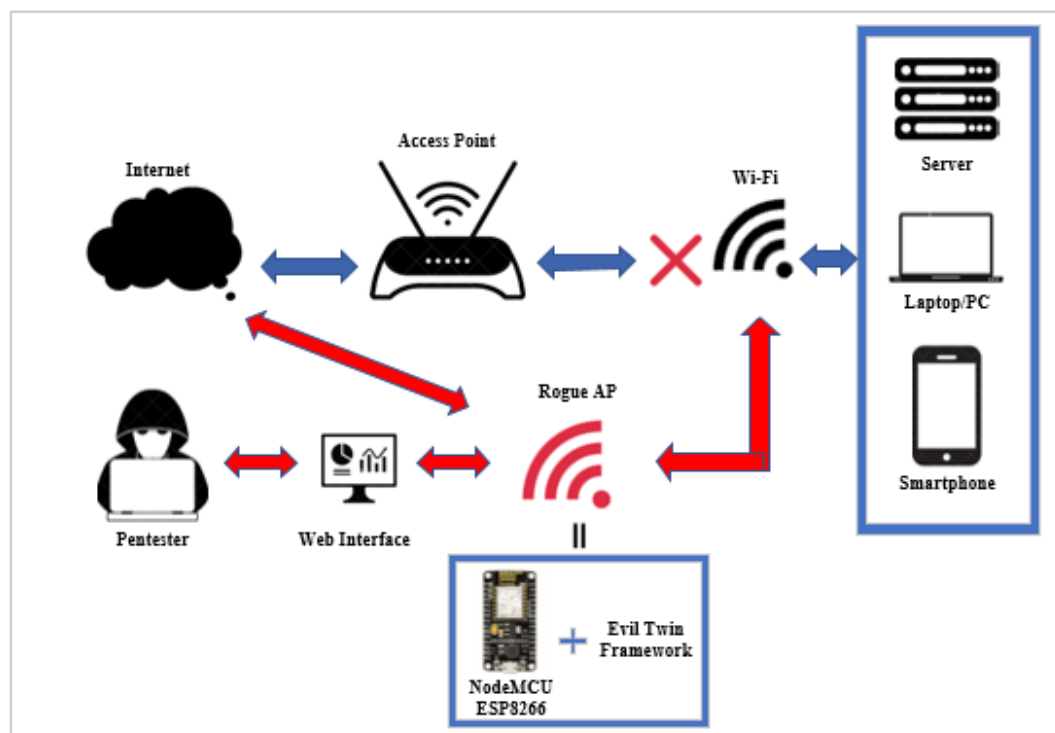 Access Point
Internet
Wi-Fi
Server
Laptop/PC
Rogue AP
Smartphone
Pentester
Web Interface
Evil Twin
Framework
NodeMCU
ESP8266